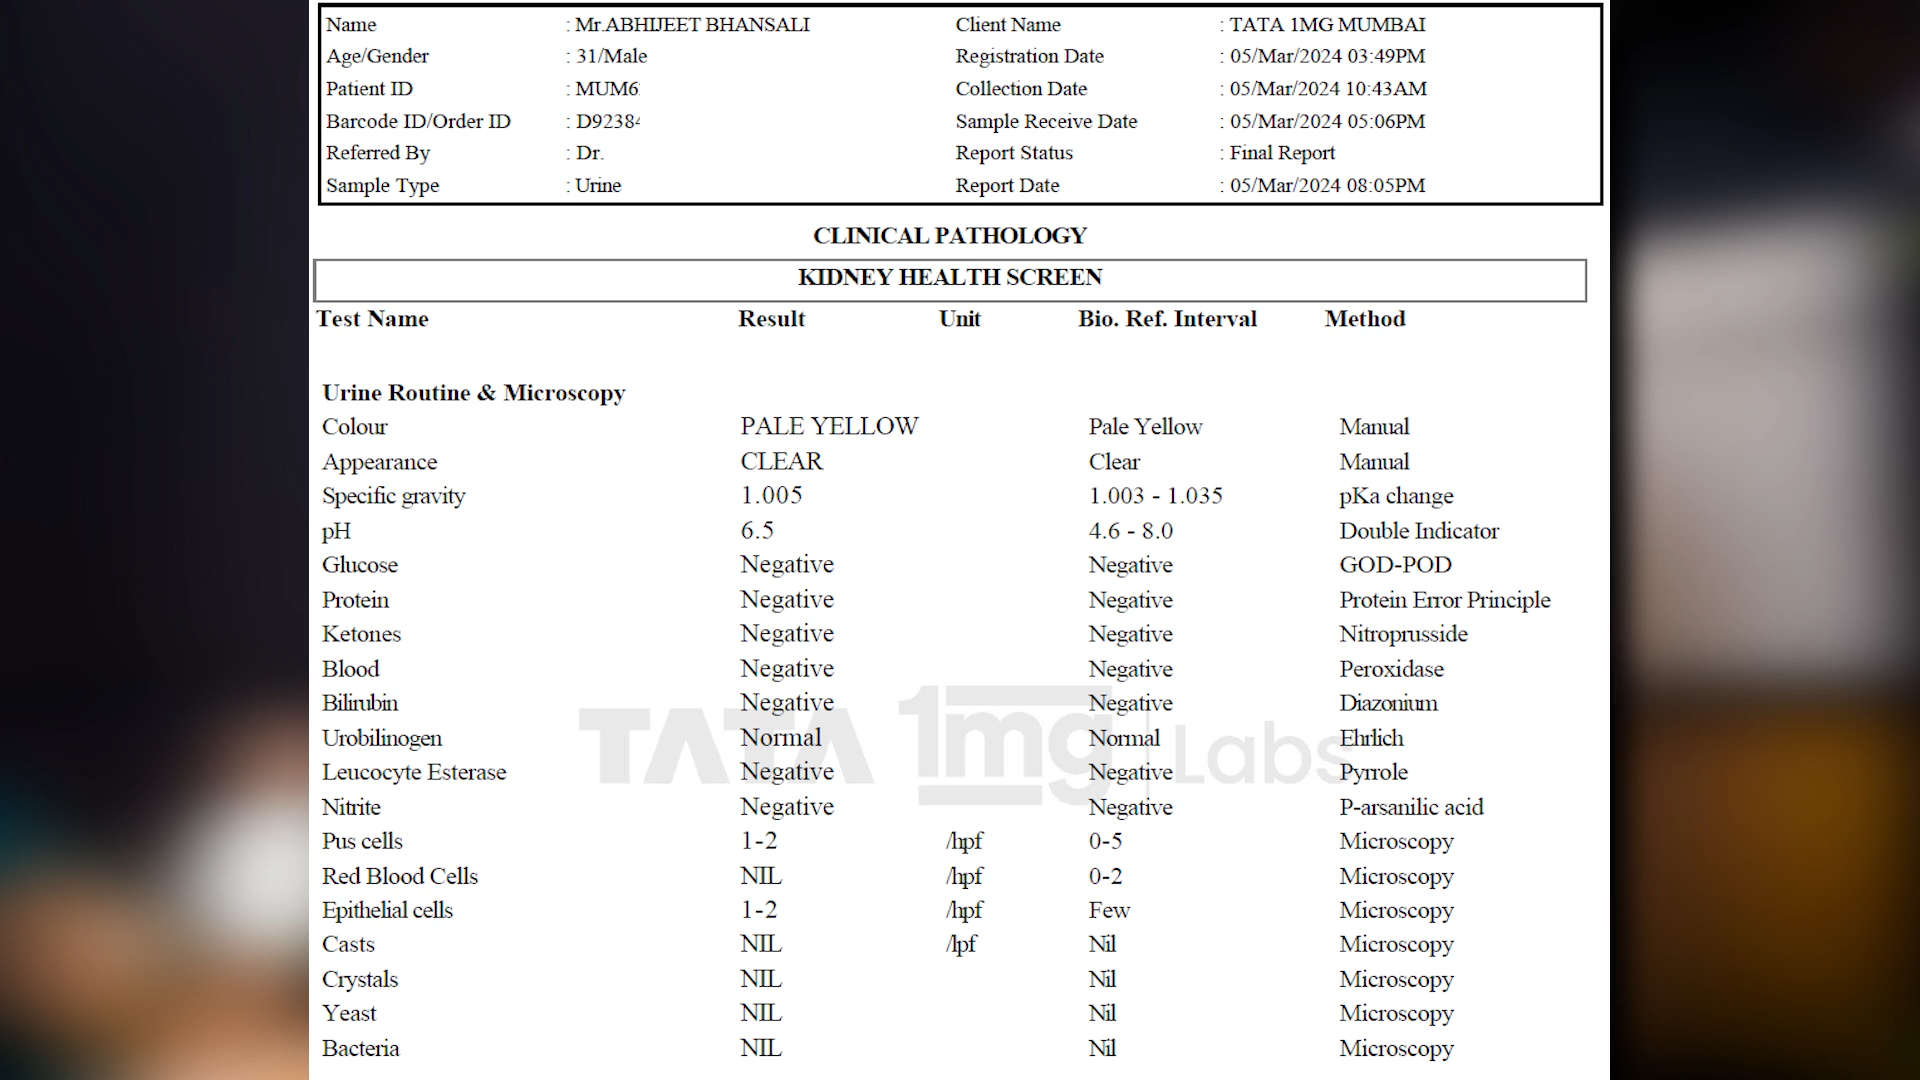 Name : Mr.ABHIJEET BHANSALI Client Name : TATA 1MG MUMBAI
Age/Gender : 31/Male Registration Date : 05/Mar/2024 03:49PM
Patient ID : MUM6 Collection Date : 05/Mar/2024 10:43AM
Barcode ID/Order ID : D9238 Sample Receive Date : 05/Mar/2024 05:06PM
Referred By : Dr. Report Status : Final Report
Sample Type : Urine Report Date : 05/Mar/2024 08:05PM
CLINICAL PATHOLOGY
KIDNEY HEALTH SCREEN
Test Name Result Unit Bio. Ref. Interval Method
Urine Routine & Microscopy
Colour PALE YELLOW Pale Yellow Manual
Appearance CLEAR Clear Manual
Specific gravity 1.005 1.003 - 1.035 pKa change
pH 6.5 4.6 - 8.0 Double Indicator
Glucose Negative Negative GOD-POD
Protein Negative Negative Protein Error Principle
Ketones Negative Negative Nitroprusside
Blood Negative Negative Peroxidase
Bilirubin Negative Negative Diazonium
Urobilinogen Normal Normal Ehrlich
TATA 1mg Labs
Leucocyte Esterase Negative Negative Pyrrole
Nitrite Negative Negative P-arsanilic acid
Pus cells 1-2 /hpf 0-5 Microscopy
Red Blood Cells NIL /hpf 0-2 Microscopy
Epithelial cells 1-2 /hpf Few Microscopy
Casts NIL /lpf Nil Microscopy
Crystals NIL Nil Microscopy
Yeast NIL Nil Microscopy
Bacteria NIL Nil Microscopy